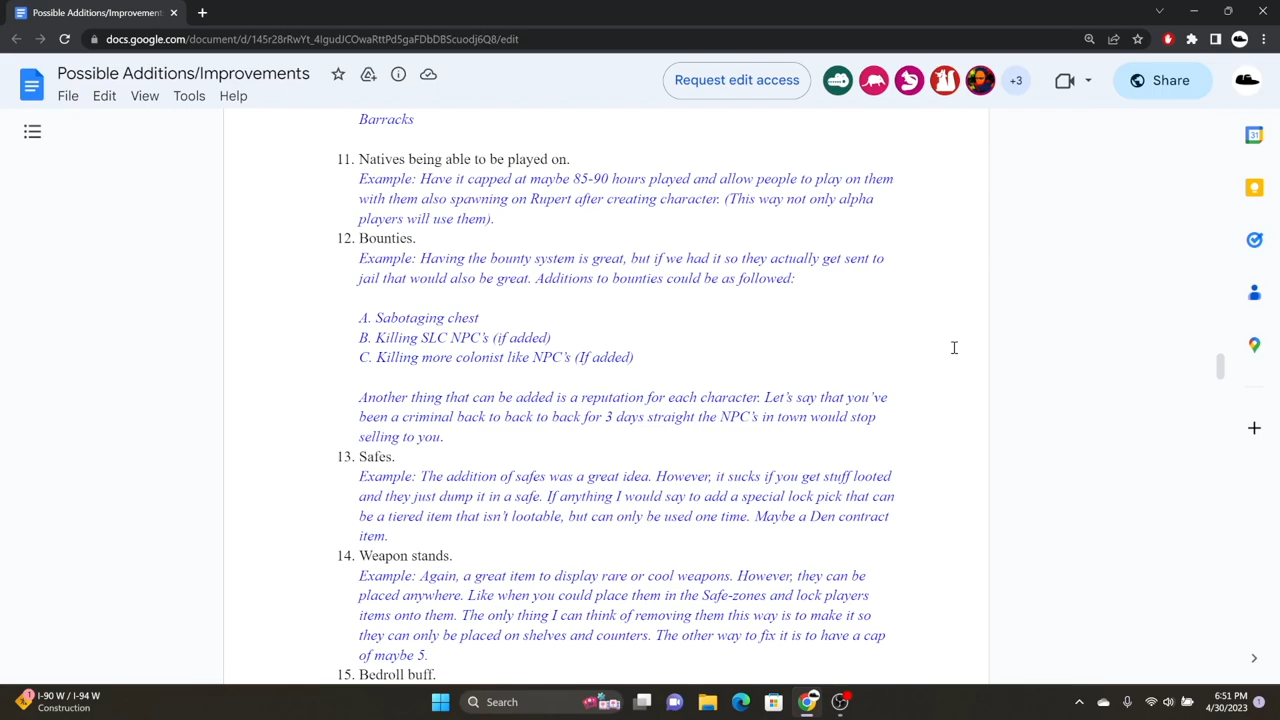 Possible Additions/Improvements
docs.google.com/document/d/145r28rRwYt_4IgudJCOwaRttPd5gaFDbDBScuodj6Q8/edit
Possible Additions/Improvements
Request edit access
+3
Share
File Edit View Tools Help
31
Barracks
11. Natives being able to be played on.
Example: Have it capped at maybe 85-90 hours played and allow people to play on them
with them also spawning on Rupert after creating character. (This way not only alpha
players will use them).
12. Bounties.
Example: Having the bounty system is great, but if we had it so they actually get sent to
jail that would also be great. Additions to bounties could be as followed:
A. Sabotaging chest
B. Killing SLC NPC's (if added)
C. Killing more colonist like NPC's (If added)
Another thing that can be added is a reputation for each character. Let's say that you've
been a criminal back to back to back for 3 days straight the NPC's in town would stop
selling to you.
13. Safes.
Example: The addition of safes was a great idea. However, it sucks if you get stuff looted
and they just dump it in a safe. If anything I would say to add a special lock pick that can
be a tiered item that isn't lootable, but can only be used one time. Maybe a Den contract
item.
14. Weapon stands.
Example: Again, a great item to display rare or cool weapons. However, they can be
placed anywhere. Like when you could place them in the Safe-zones and lock players
items onto them. The only thing I can think of removing them this way is to make it so
they can only be placed on shelves and counters. The other way to fix it is to have a cap
of maybe 5.
15. Bedroll buff.
1
I-90 W / I-94 W
Construction
Search
6:51 PM
4/30/2023
1